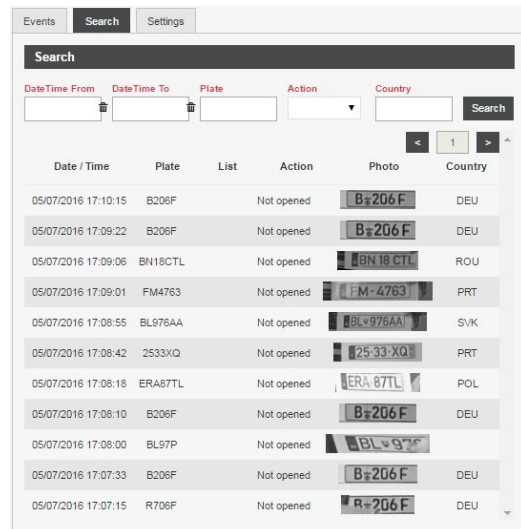 Events Search Settings
Search
DateTime From DateTime To Plate Action Country
Search
< 1 >
Date / Time Plate List Action Photo Country
05/07/2016 17:10:15 B206F Not opened B 206 F DEU
05/07/2016 17:09:22 B206F Not opened B 206 F DEU
05/07/2016 17:09:06 BN18CTL Not opened BN 18 CTL ROU
05/07/2016 17:09:01 FM4763 Not opened FM-4763 PRT
05/07/2016 17:08:55 BL976AA Not opened BL 976AA SVK
05/07/2016 17:08:42 2533XQ Not opened 25-33-XQ PRT
05/07/2016 17:08:18 ERA87TL Not opened ERA 87TL POL
05/07/2016 17:08:10 B206F Not opened B 206 F DEU
05/07/2016 17:08:00 BL97P Not opened BL 976
05/07/2016 17:07:33 B206F Not opened B 206 F DEU
05/07/2016 17:07:15 R706F Not opened B 206 F DEU